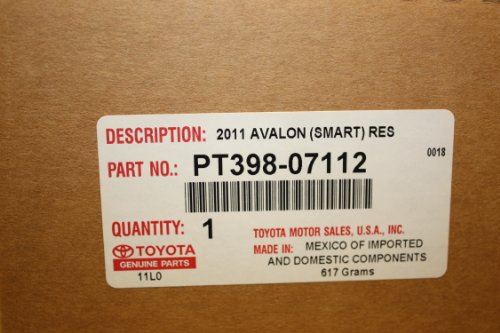 DESCRIPTION: 2011 AVALON (SMART) RES
PART NO.: PT398-07112 0018
QUANTITY: 1 TOYOTA MOTOR SALES, U.S.A., INC.
TOYOTA MADE IN: MEXICO OF IMPORTED
GENUINE PARTS AND DOMESTIC COMPONENTS
11L0 617 Grams